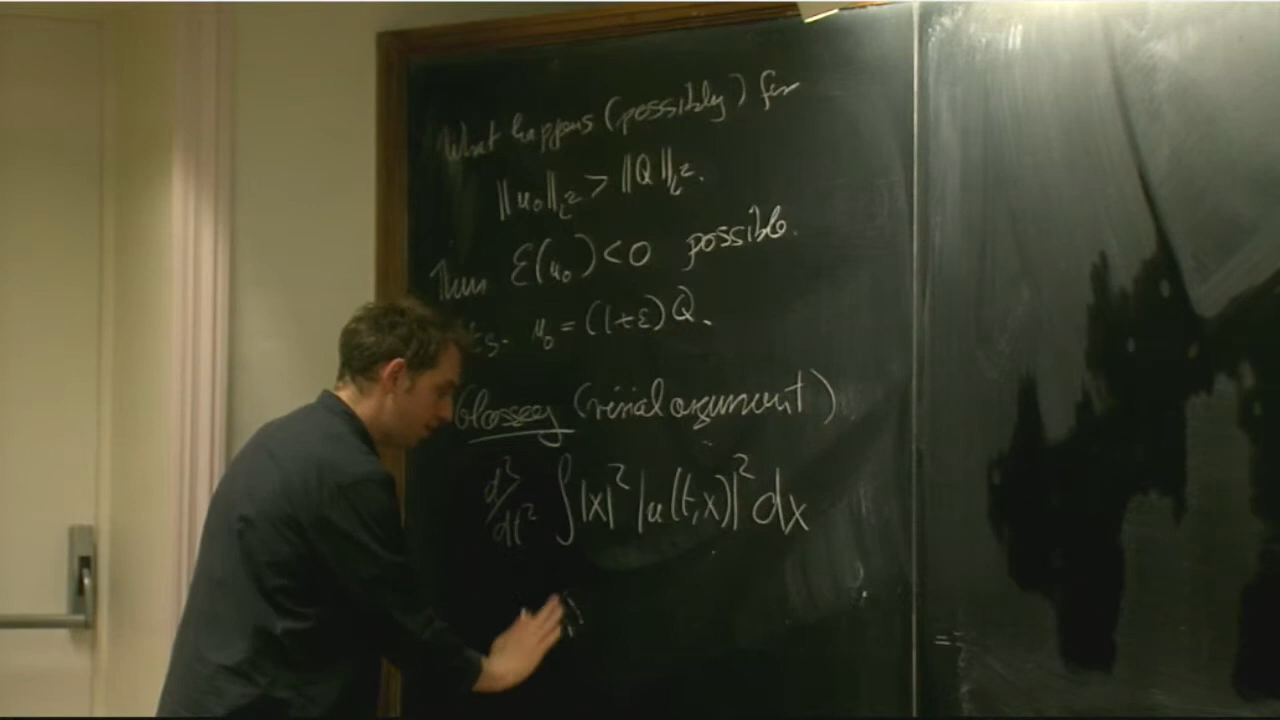 What happens (possibly) for
‖u₀‖_{L²} > ‖Q‖_{L²}.
Then ℰ(u₀) < 0 possible.
u₀ = (1+ε)Q.
Glassey (virial argument)
d²/dt² ∫|x|² |u(t,x)|² dx
=